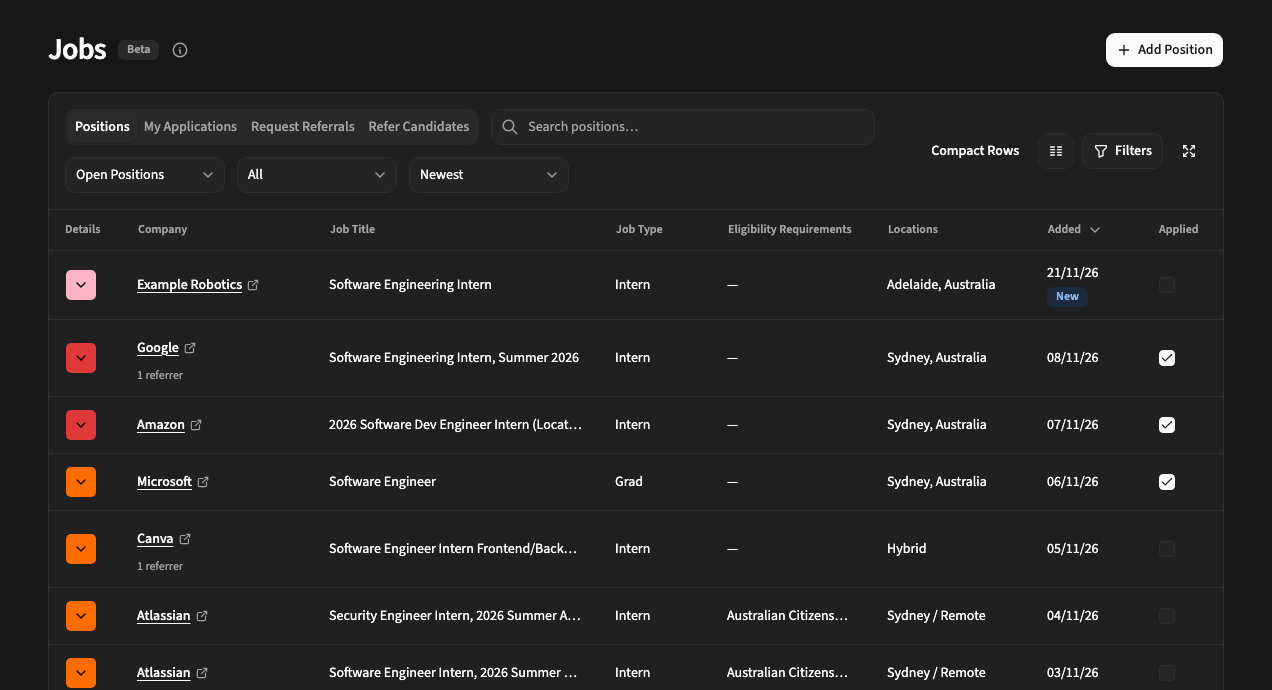 Jobs Beta
Add Position
Positions My Applications Request Referrals Refer Candidates Search positions…
Compact Rows Filters
Open Positions All Newest
Details Company Job Title Job Type Eligibility Requirements Locations Added Applied
Example Robotics Software Engineering Intern Intern — Adelaide, Australia 21/11/26
New
Google Software Engineering Intern, Summer 2026 Intern — Sydney, Australia 08/11/26
1 referrer
Amazon 2026 Software Dev Engineer Intern (Locat… Intern — Sydney, Australia 07/11/26
Microsoft Software Engineer Grad — Sydney, Australia 06/11/26
Canva Software Engineer Intern Frontend/Back… Intern — Hybrid 05/11/26
1 referrer
Atlassian Security Engineer Intern, 2026 Summer A… Intern Australian Citizens… Sydney / Remote 04/11/26
Atlassian Software Engineer Intern, 2026 Summer … Intern Australian Citizens… Sydney / Remote 03/11/26